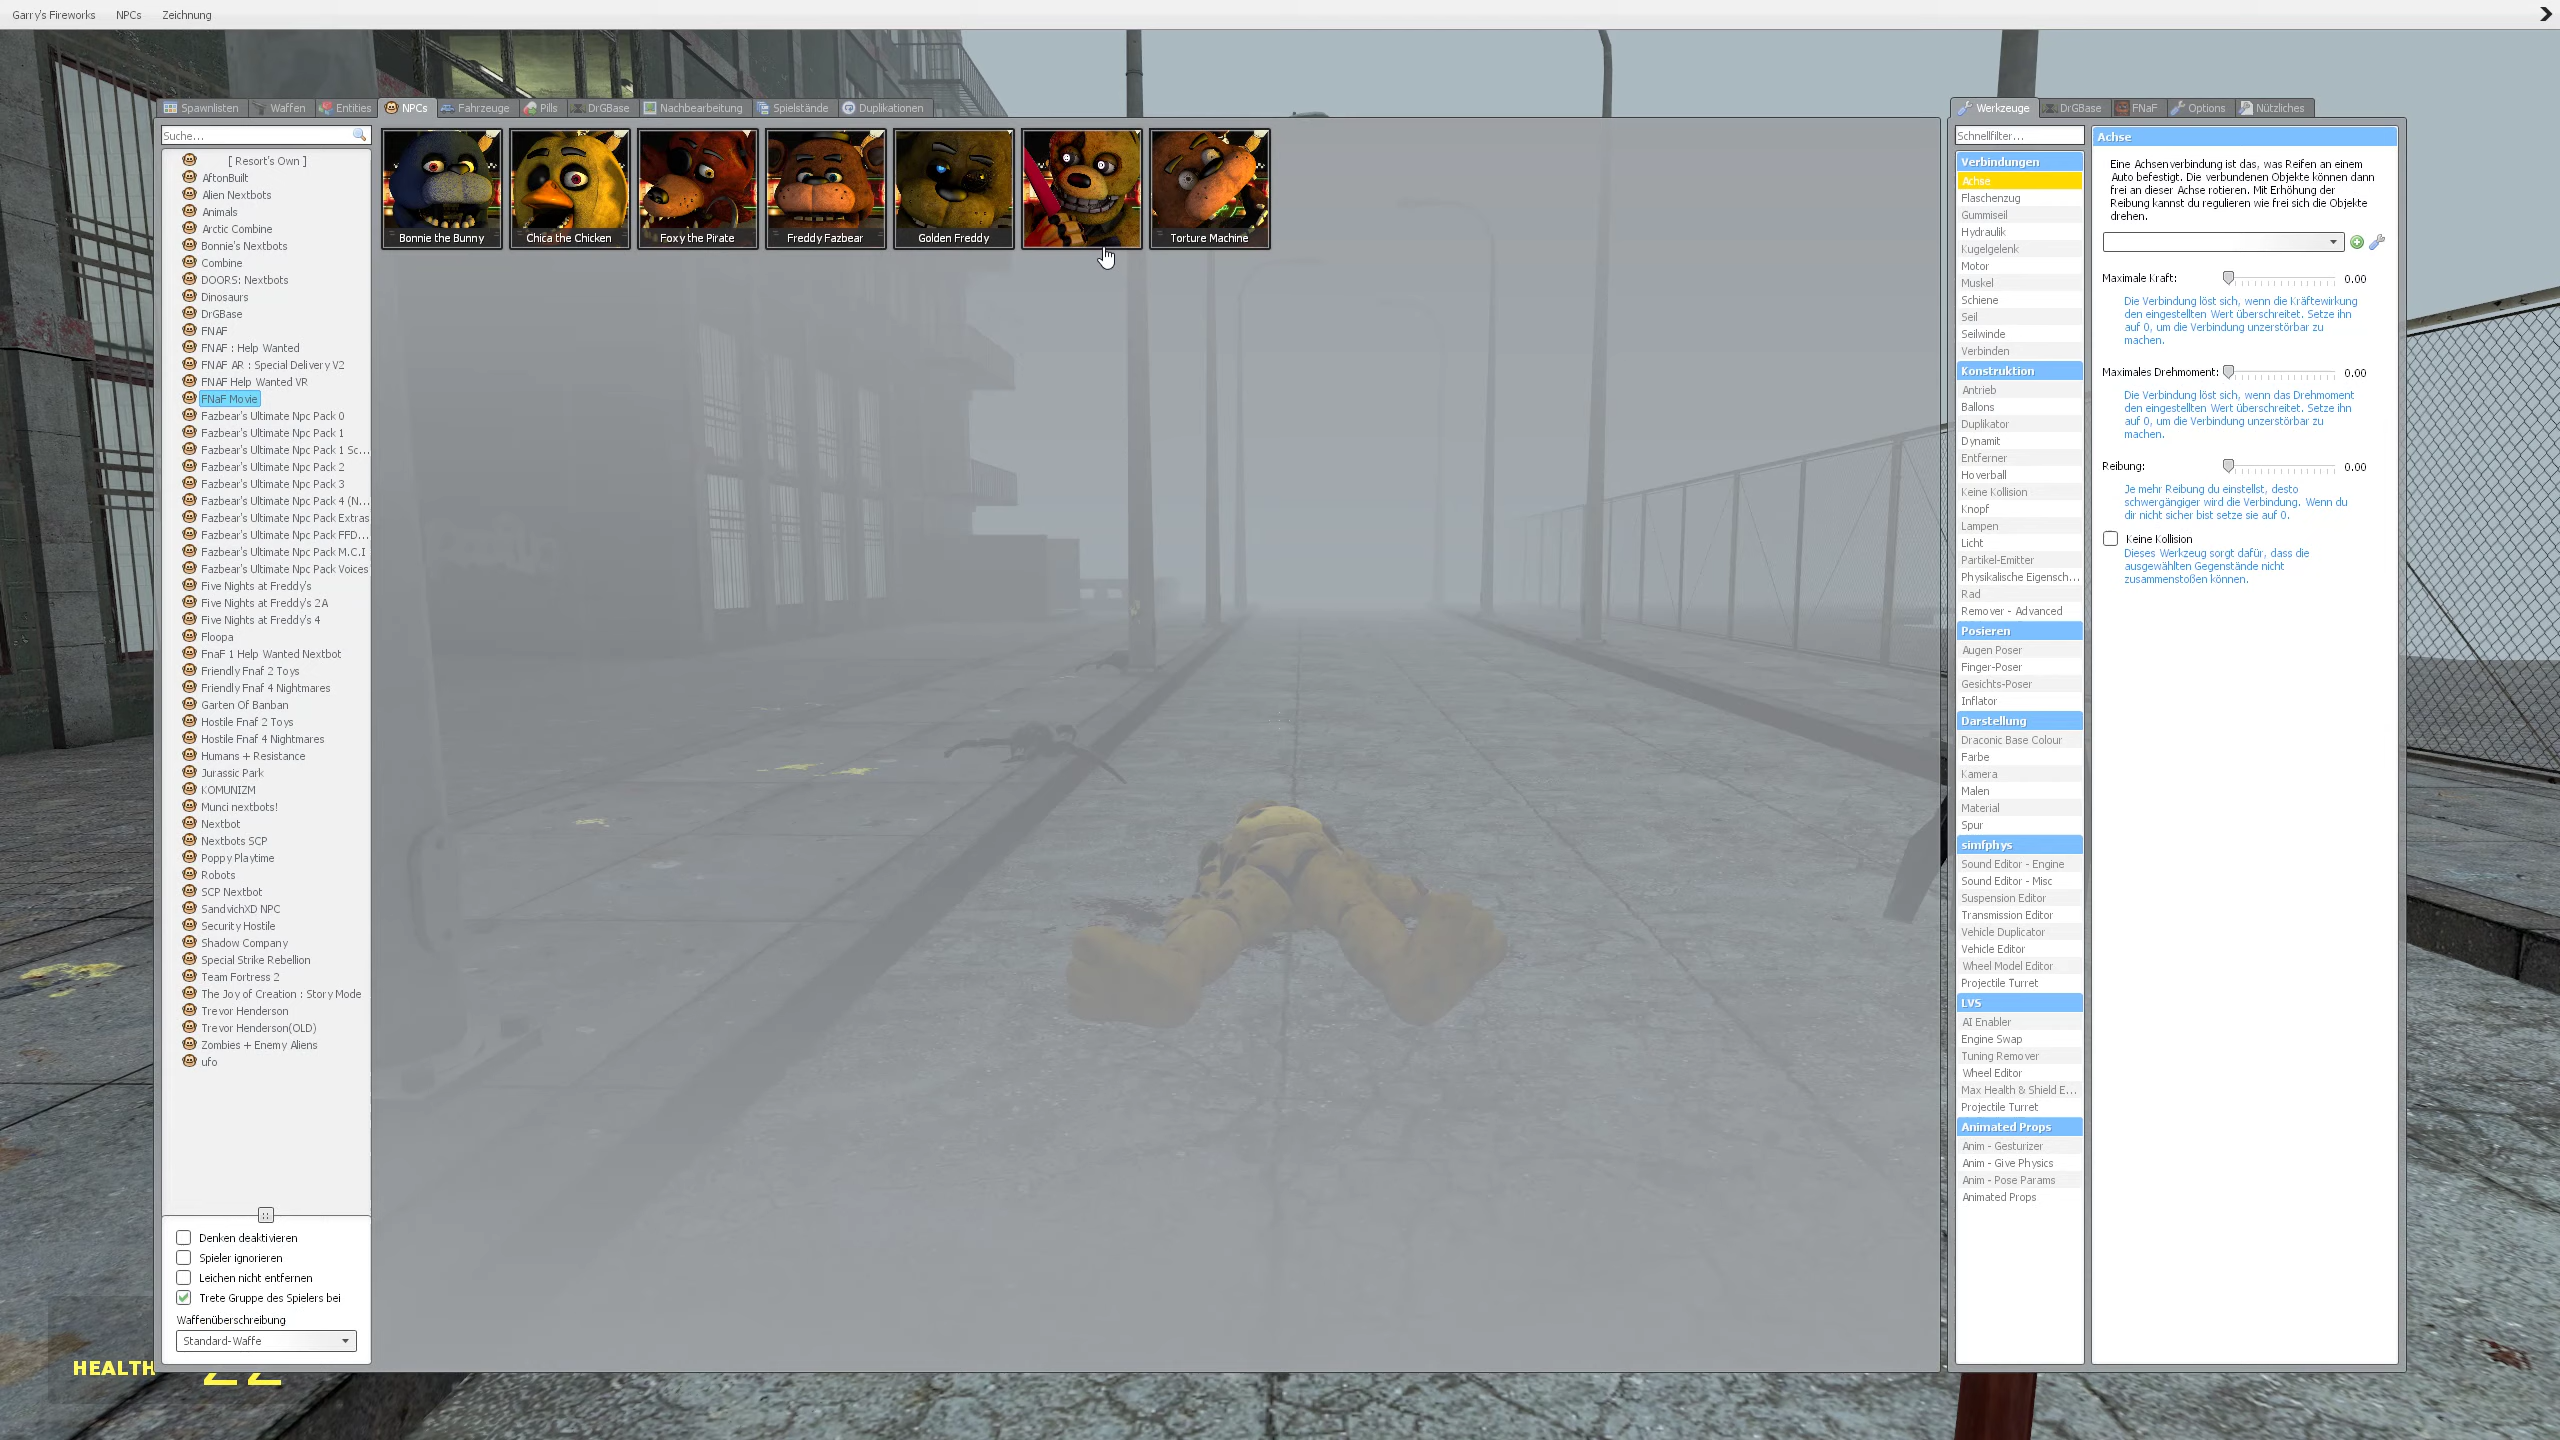 Garry's Fireworks NPCs Zeichnung
Spawnlisten Waffen Entities NPCs Fahrzeuge Pills DrGBase Nachbearbeitung Spielstände Duplikationen
Suche...
[ Resort's Own ]
AftonBuilt
Alien Nextbots
Animals
Arctic Combine
Bonnie's Nextbots
Combine
DOORS: Nextbots
Dinosaurs
DrGBase
FNAF
FNAF : Help Wanted
FNAF AR : Special Delivery V2
FNAF Help Wanted VR
FNaF Movie
Fazbear's Ultimate Npc Pack 0
Fazbear's Ultimate Npc Pack 1
Fazbear's Ultimate Npc Pack 1 Sc...
Fazbear's Ultimate Npc Pack 2
Fazbear's Ultimate Npc Pack 3
Fazbear's Ultimate Npc Pack 4 (N...
Fazbear's Ultimate Npc Pack Extras
Fazbear's Ultimate Npc Pack FFD...
Fazbear's Ultimate Npc Pack M.C.I
Fazbear's Ultimate Npc Pack Voices
Five Nights at Freddy's
Five Nights at Freddy's 2A
Five Nights at Freddy's 4
Floopa
FnaF 1 Help Wanted Nextbot
Friendly Fnaf 2 Toys
Friendly Fnaf 4 Nightmares
Garten Of Banban
Hostile Fnaf 2 Toys
Hostile Fnaf 4 Nightmares
Humans + Resistance
Jurassic Park
KOMUNIZM
Munci nextbots!
Nextbot
Nextbots SCP
Poppy Playtime
Robots
SCP Nextbot
SandvichXD NPC
Security Hostile
Shadow Company
Special Strike Rebellion
Team Fortress 2
The Joy of Creation : Story Mode
Trevor Henderson
Trevor Henderson(OLD)
Zombies + Enemy Aliens
ufo
Denken deaktivieren
Spieler ignorieren
Leichen nicht entfernen
Trete Gruppe des Spielers bei
Waffenüberschreibung
Standard-Waffe
HEALTH 22
Bonnie the Bunny
Chica the Chicken
Foxy the Pirate
Freddy Fazbear
Golden Freddy
Torture Machine
Werkzeuge DrGBase FNaF Options Nützliches
Schnellfilter...
Verbindungen
Achse
Flaschenzug
Gummiseil
Hydraulik
Kugelgelenk
Motor
Muskel
Schiene
Seil
Seilwinde
Verbinden
Konstruktion
Antrieb
Ballons
Duplikator
Dynamit
Entferner
Hoverball
Keine Kollision
Knopf
Lampen
Licht
Partikel-Emitter
Physikalische Eigensch...
Rad
Remover - Advanced
Posieren
Augen Poser
Finger-Poser
Gesichts-Poser
Inflator
Darstellung
Draconic Base Colour
Farbe
Kamera
Malen
Material
Spur
simfphys
Sound Editor - Engine
Sound Editor - Misc
Suspension Editor
Transmission Editor
Vehicle Duplicator
Vehicle Editor
Wheel Model Editor
Projectile Turret
LVS
AI Enabler
Engine Swap
Tuning Remover
Wheel Editor
Max Health & Shield E...
Projectile Turret
Animated Props
Anim - Gesturizer
Anim - Give Physics
Anim - Pose Params
Animated Props
Achse
Eine Achsenverbindung ist das, was Reifen an einem
Auto befestigt. Die verbundenen Objekte können dann
frei an dieser Achse rotieren. Mit Erhöhung der
Reibung kannst du regulieren wie frei sich die Objekte
drehen.
Maximale Kraft: 0.00
Die Verbindung löst sich, wenn die Kräftewirkung
den eingestellten Wert überschreitet. Setze ihn
auf 0, um die Verbindung unzerstörbar zu
machen.
Maximales Drehmoment: 0.00
Die Verbindung löst sich, wenn das Drehmoment
den eingestellten Wert überschreitet. Setze ihn
auf 0, um die Verbindung unzerstörbar zu
machen.
Reibung: 0.00
Je mehr Reibung du einstellst, desto
schwergängiger wird die Verbindung. Wenn du
dir nicht sicher bist setze sie auf 0.
Keine Kollision
Dieses Werkzeug sorgt dafür, dass die
ausgewählten Gegenstände nicht
zusammenstoßen können.